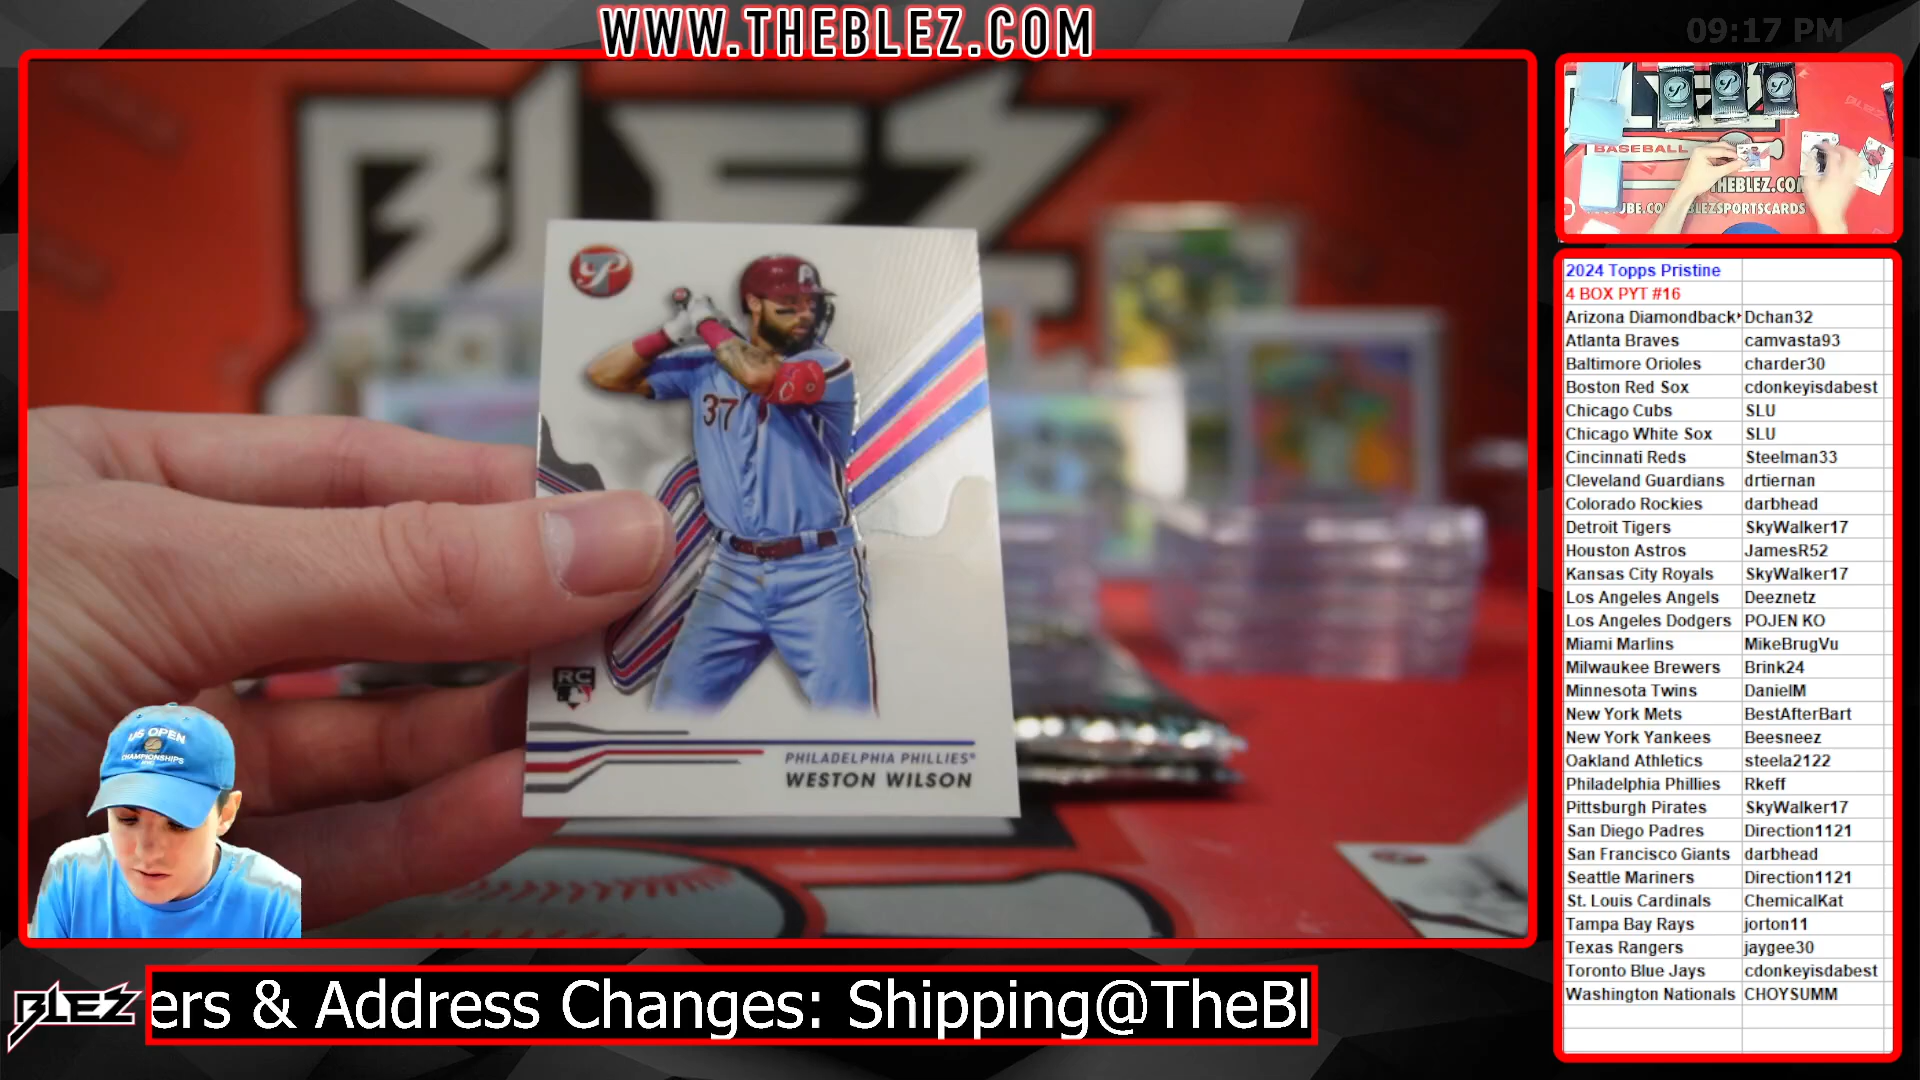 WWW.THEBLEZ.COM
09:17 PM
BLEZ
37
P
RC
PHILADELPHIA PHILLIES
WESTON WILSON
US OPEN
CHAMPIONSHIPS
BASEBALL
THEBLEZ.COM
UBE.CO
BLEZSPORTSCARDS
2024 Topps Pristine
4 BOX PYT #16
Arizona Diamondback Dchan32
Atlanta Braves camvasta93
Baltimore Orioles charder30
Boston Red Sox cdonkeyisdabest
Chicago Cubs SLU
Chicago White Sox SLU
Cincinnati Reds Steelman33
Cleveland Guardians drtiernan
Colorado Rockies darbhead
Detroit Tigers SkyWalker17
Houston Astros JamesR52
Kansas City Royals SkyWalker17
Los Angeles Angels Deeznetz
Los Angeles Dodgers POJEN KO
Miami Marlins MikeBrugVu
Milwaukee Brewers Brink24
Minnesota Twins DanielM
New York Mets BestAfterBart
New York Yankees Beesneez
Oakland Athletics steela2122
Philadelphia Phillies Rkeff
Pittsburgh Pirates SkyWalker17
San Diego Padres Direction1121
San Francisco Giants darbhead
Seattle Mariners Direction1121
St. Louis Cardinals ChemicalKat
Tampa Bay Rays jorton11
Texas Rangers jaygee30
Toronto Blue Jays cdonkeyisdabest
Washington Nationals CHOYSUMM
BLEZ
ers & Address Changes: Shipping@TheBl